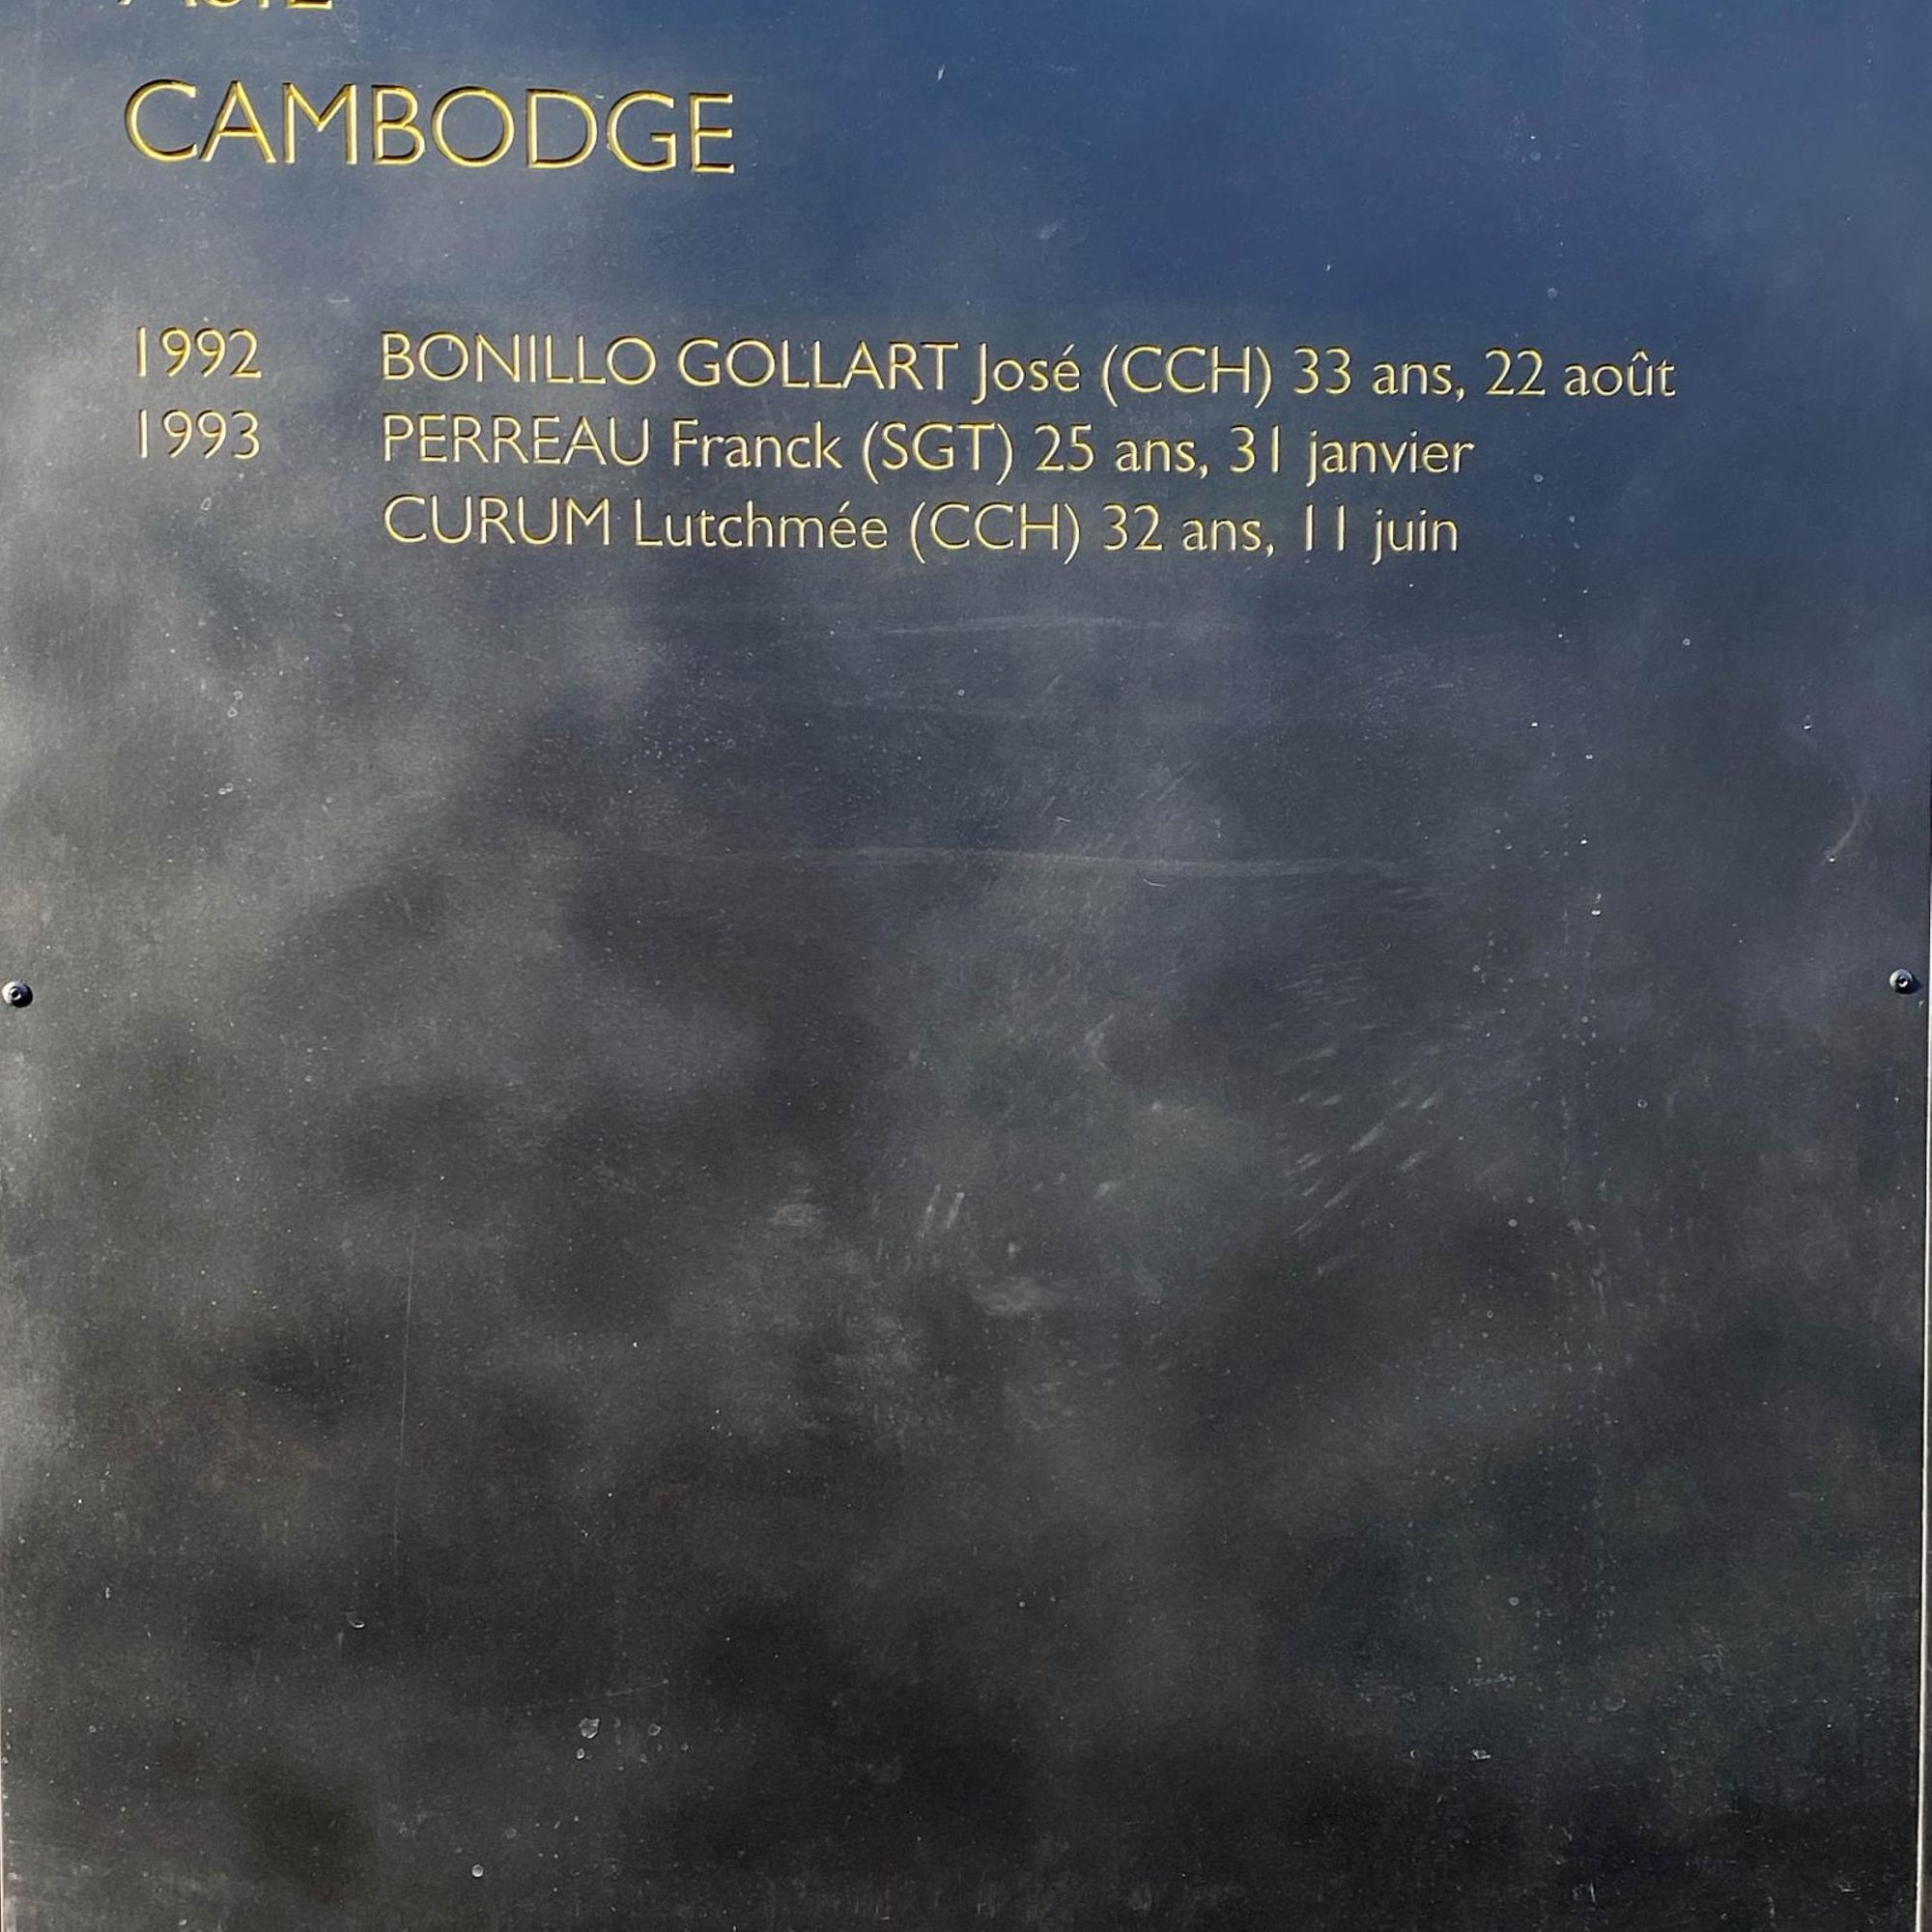 ASIE
CAMBODGE
1992 BONILLO GOLLART José (CCH) 33 ans, 22 août
1993 PERREAU Franck (SGT) 25 ans, 31 janvier
CURUM Lutchmée (CCH) 32 ans, 11 juin